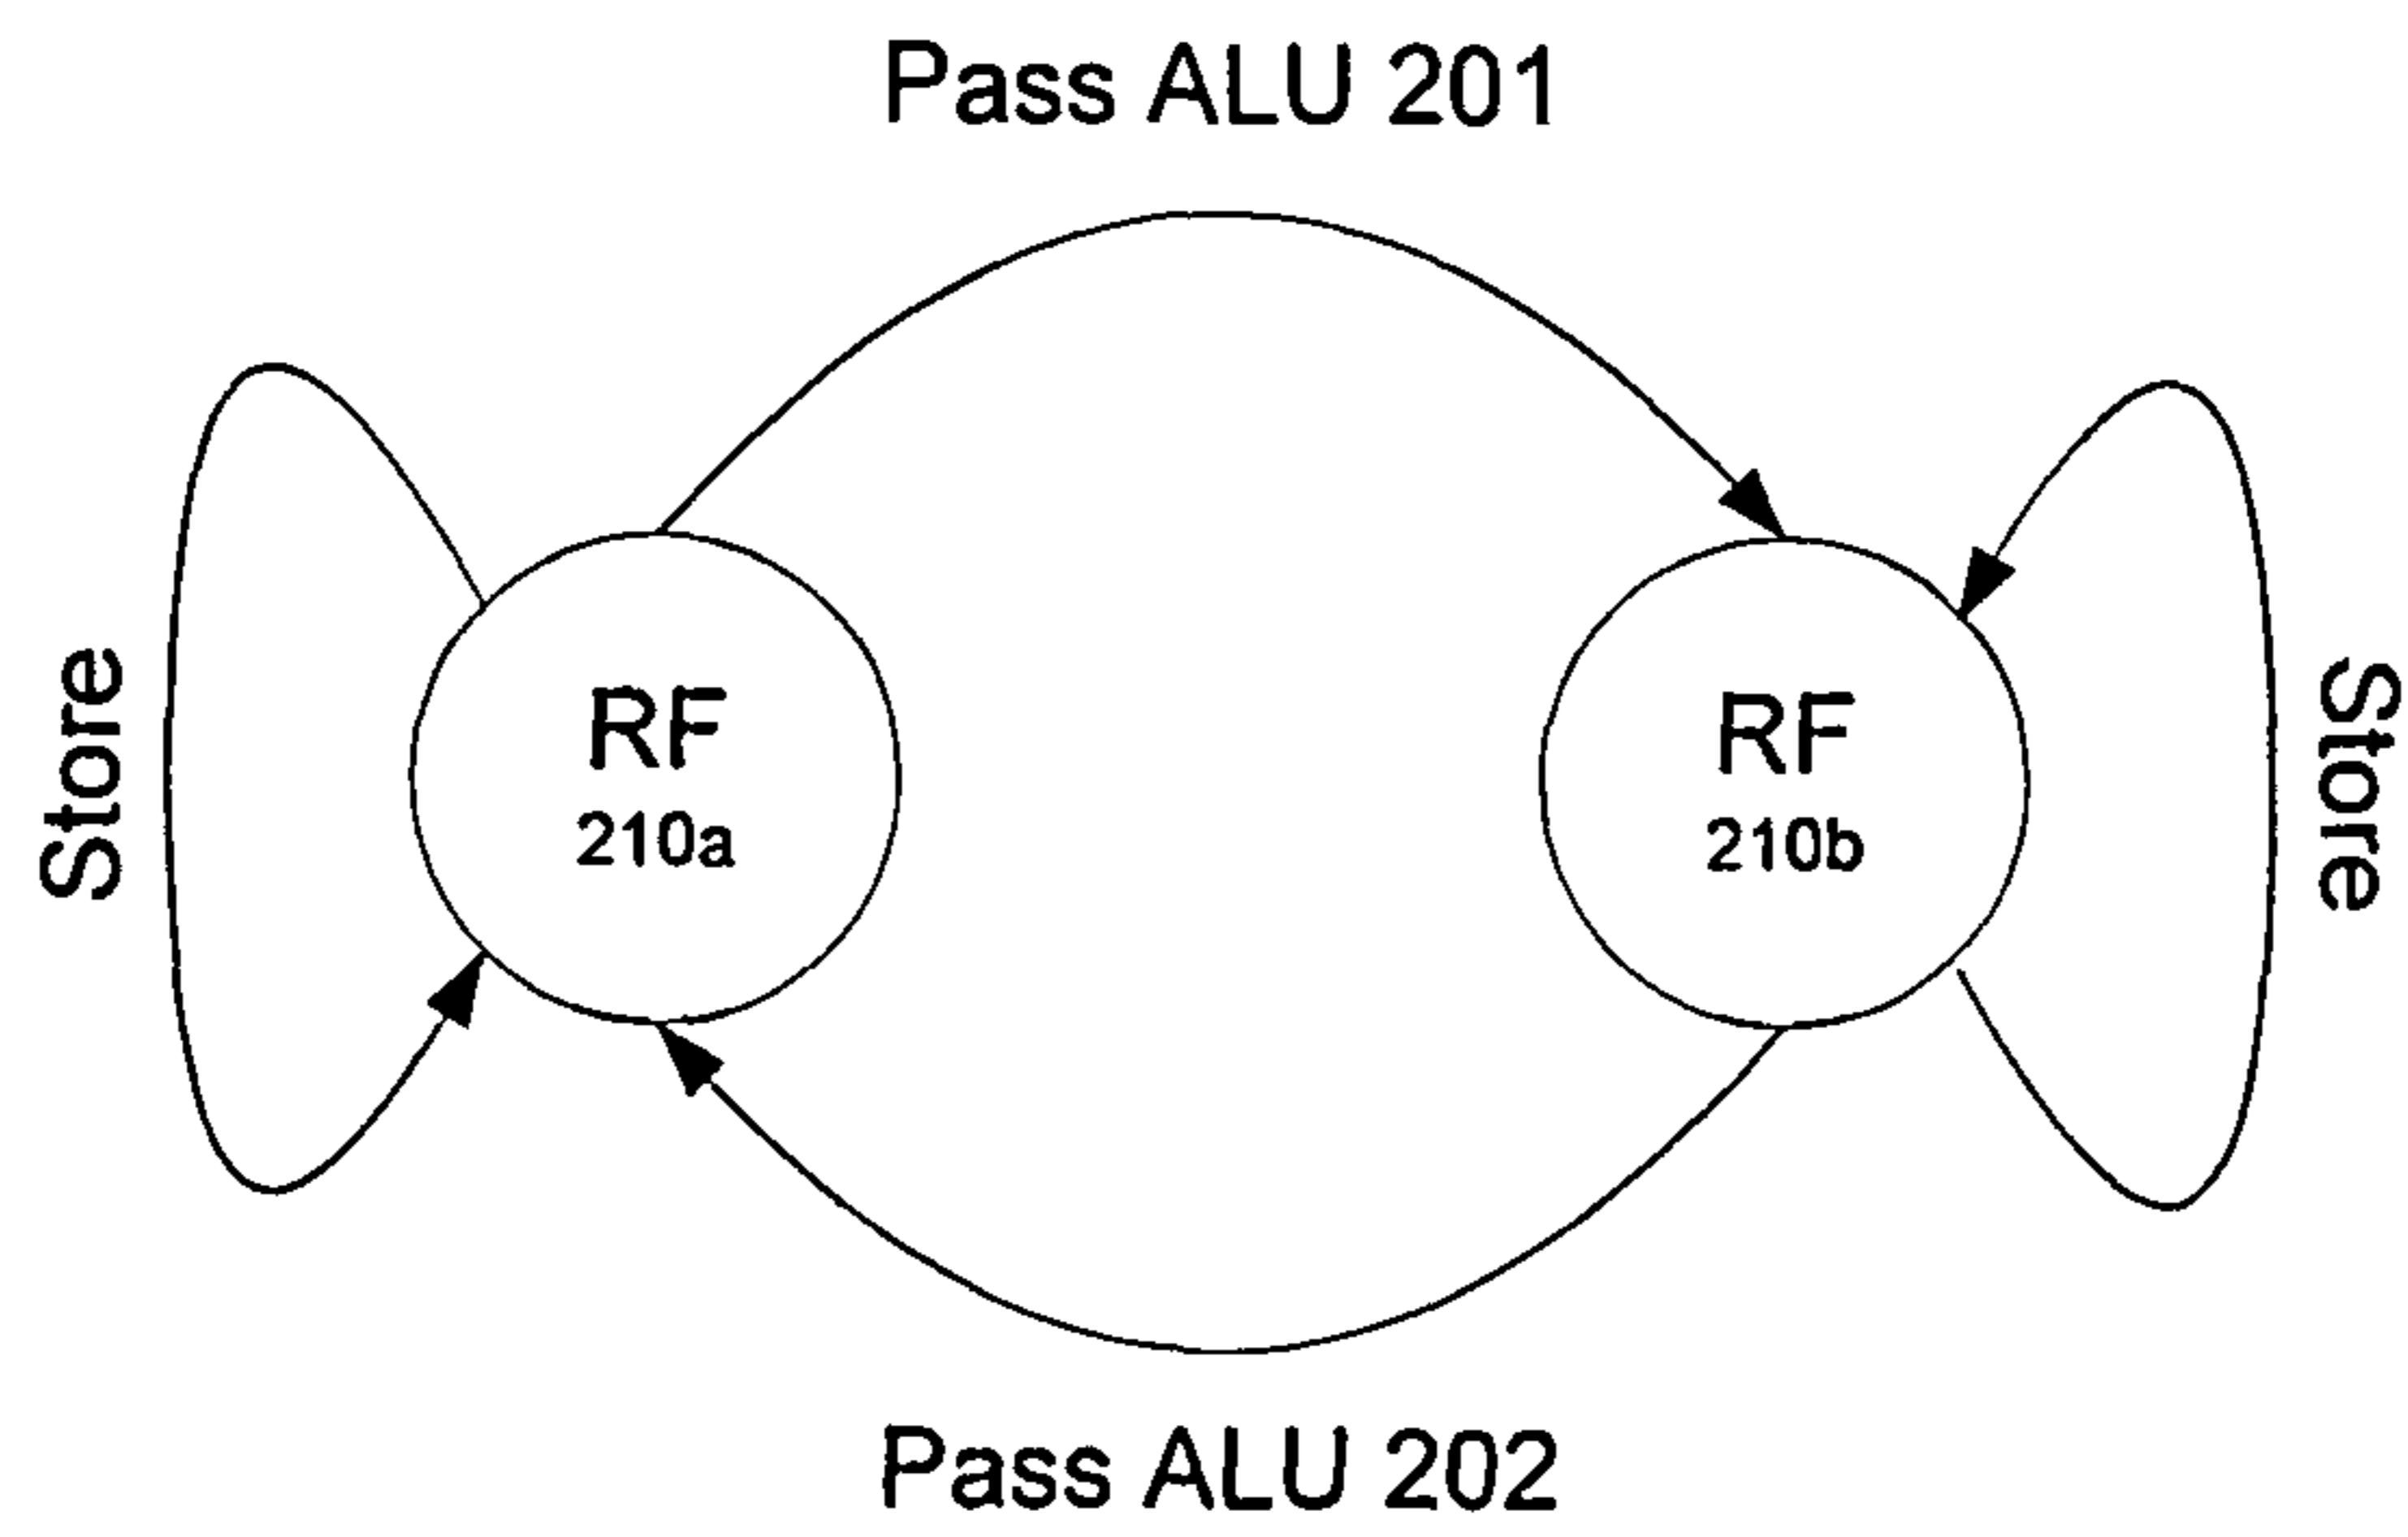 Pass ALU 201
Store
RF
210a
RF
210b
Store
Pass ALU 202